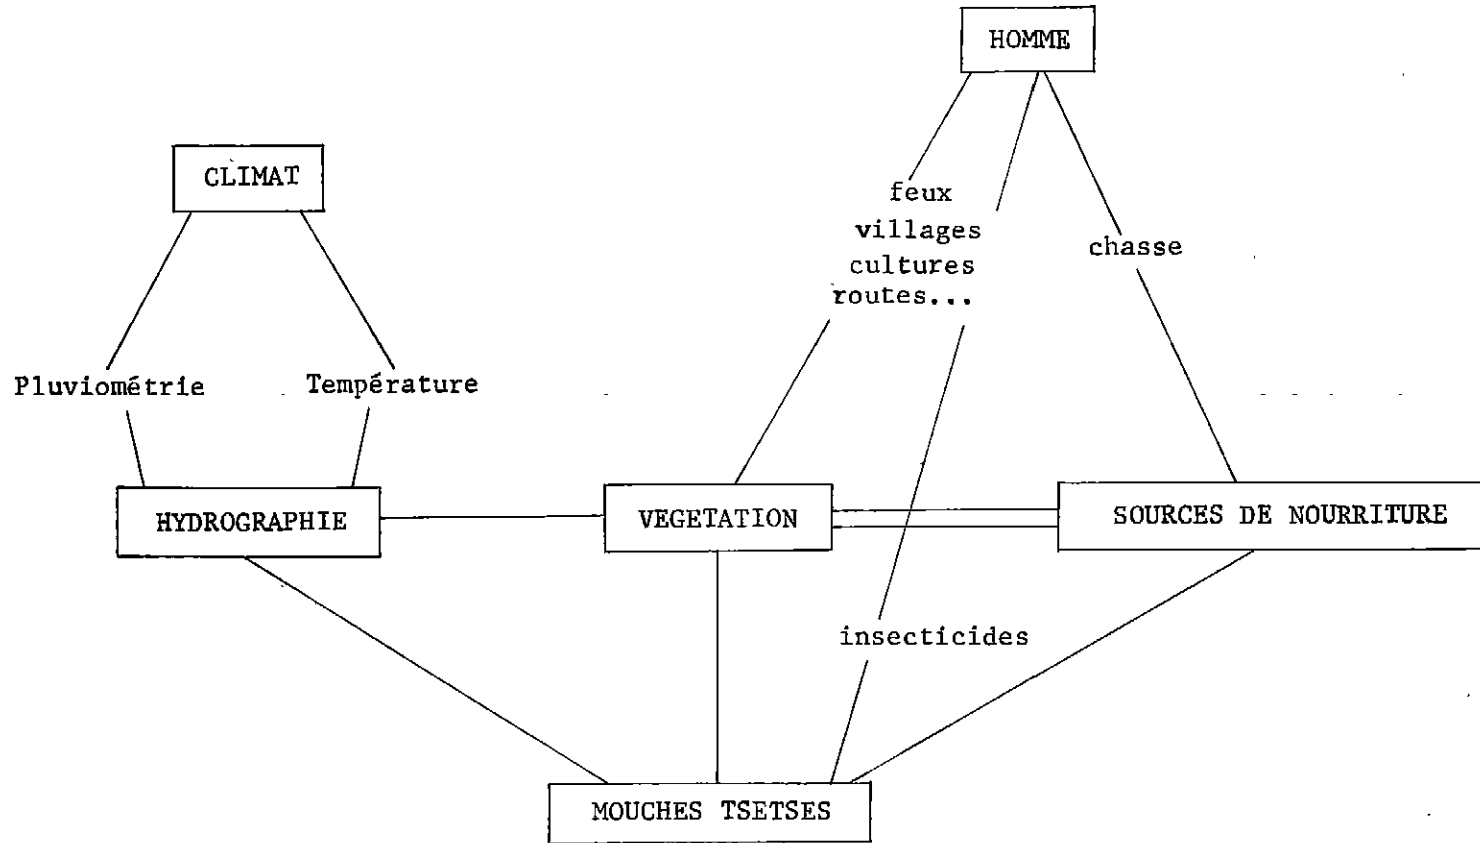 HOMME
CLIMAT
feux
villages
cultures
routes...
chasse
Pluviométrie
Température
HYDROGRAPHIE
VEGETATION
SOURCES DE NOURRITURE
insecticides
MOUCHES TSETSES